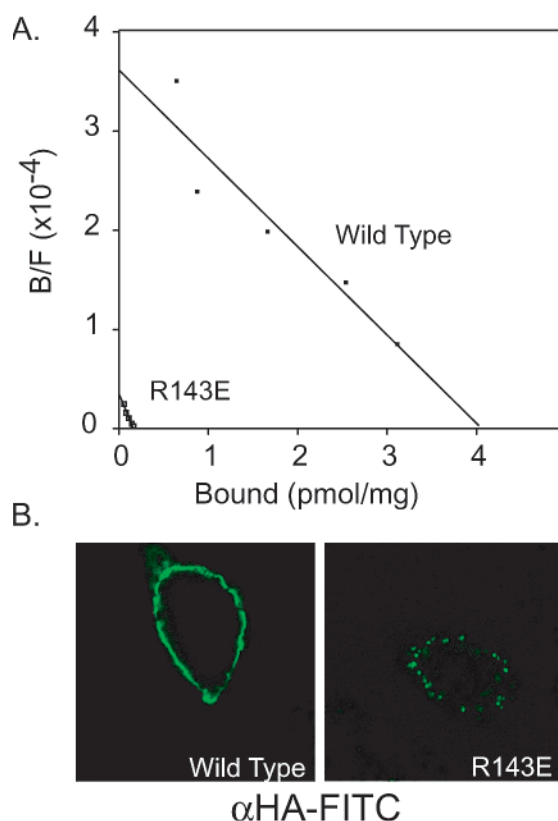 A.
B/F (x10-4)
4
3
2
1
0
Wild Type
R143E
0 1 2 3 4
Bound (pmol/mg)
B.
Wild Type
R143E
αHA-FITC